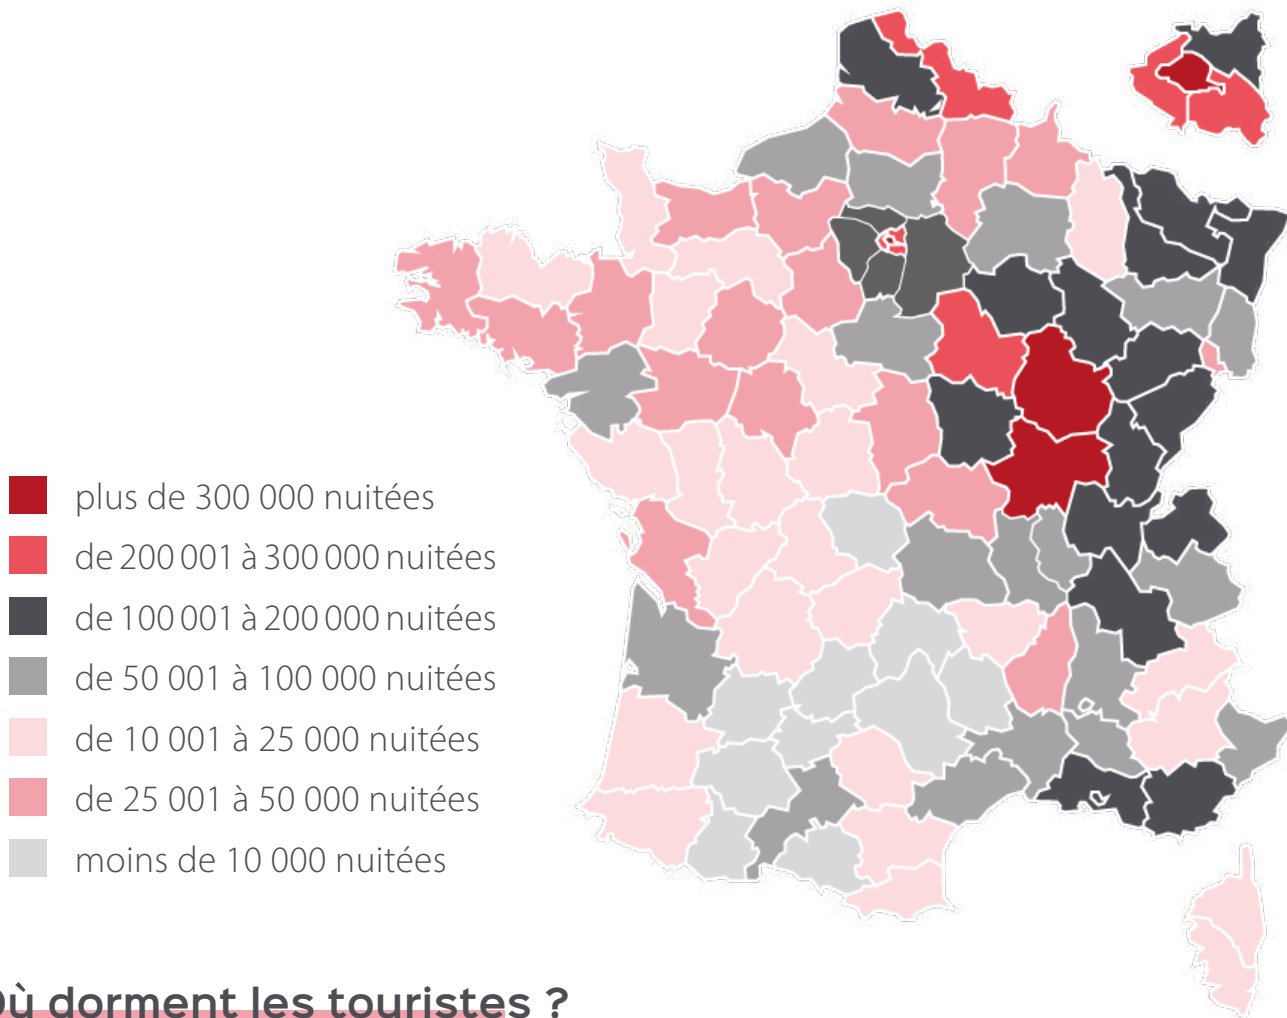 plus de 300 000 nuitées
de 200 001 à 300 000 nuitées
de 100 001 à 200 000 nuitées
de 50 001 à 100 000 nuitées
de 10 001 à 25 000 nuitées
de 25 001 à 50 000 nuitées
moins de 10 000 nuitées
Où dorment les touristes ?